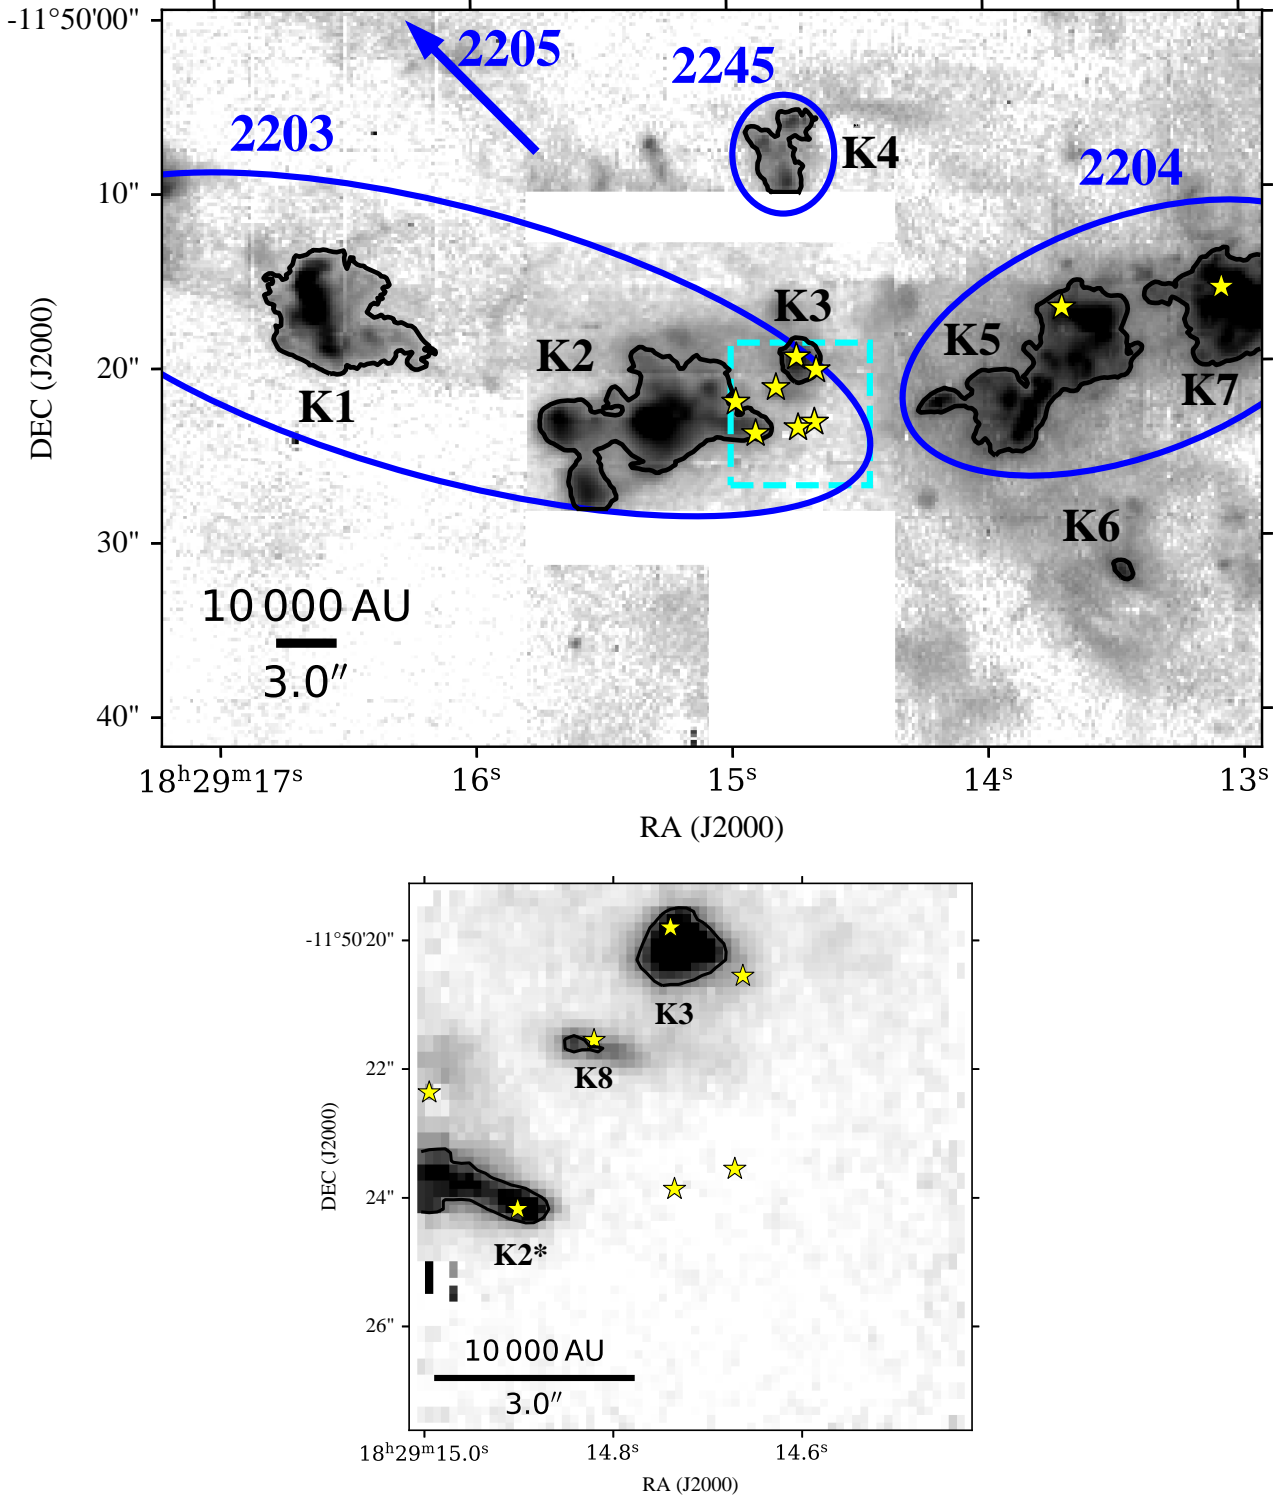 -11°50'00"
2205
2245
2203
K4
2204
10"
K3
K5
K2
20"
K1
K7
DEC (J2000)
K6
30"
10 000 AU
3.0″
40"
18ʰ29ᵐ17ˢ 16ˢ 15ˢ 14ˢ 13ˢ
RA (J2000)
-11°50'20"
K3
22"
K8
DEC (J2000)
24"
K2*
26"
10 000 AU
3.0″
18ʰ29ᵐ15.0ˢ 14.8ˢ 14.6ˢ
RA (J2000)